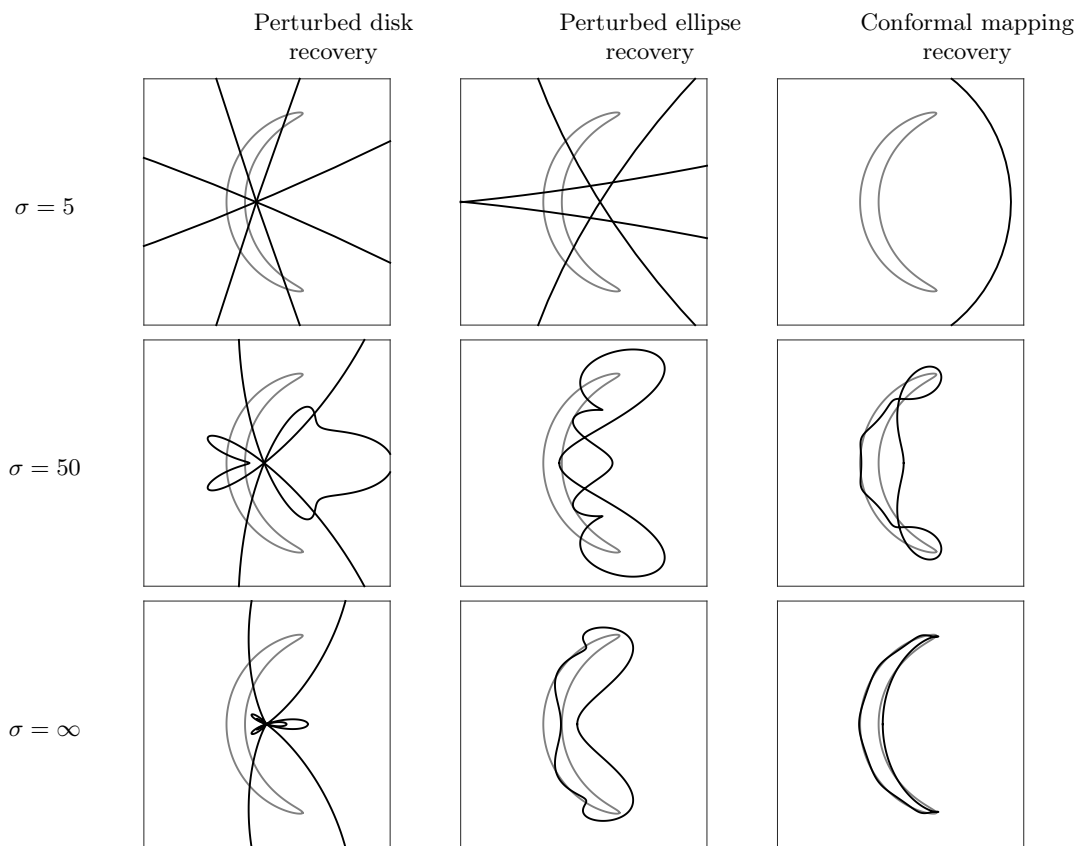 Perturbed disk
recovery
Perturbed ellipse
recovery
Conformal mapping
recovery
σ = 5
σ = 50
σ = ∞